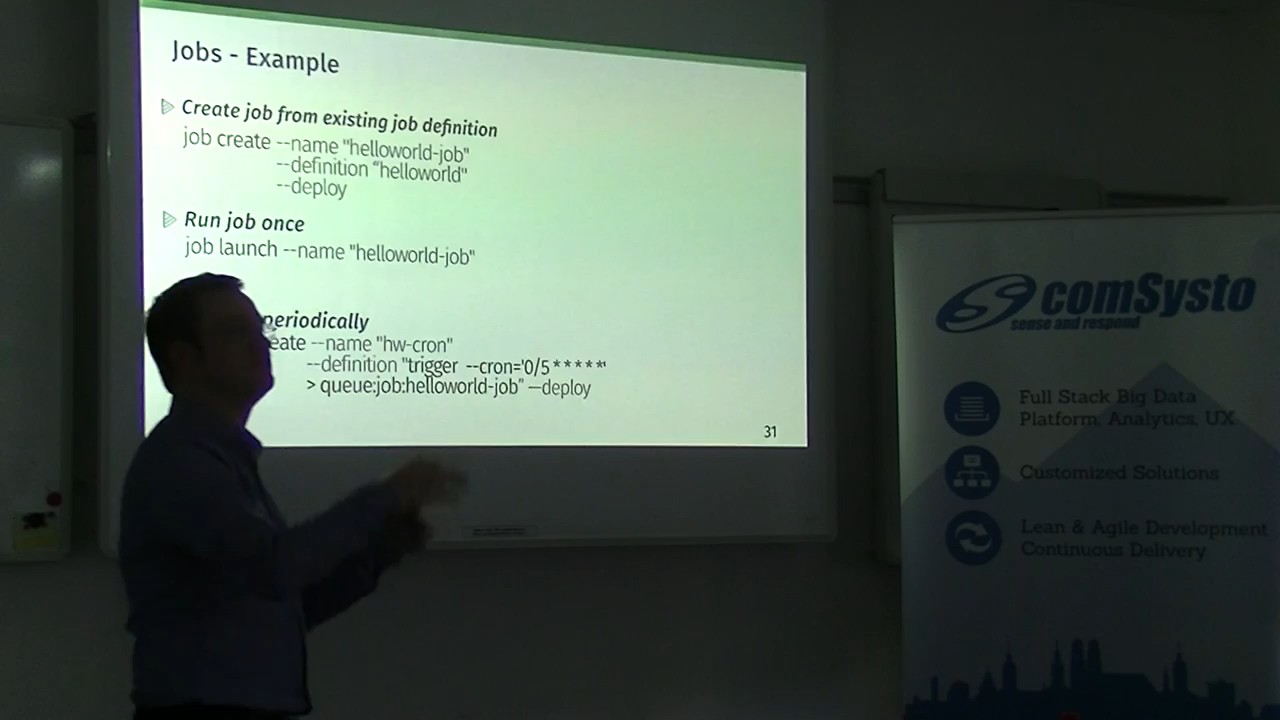 Jobs - Example
Create job from existing job definition
job create --name "helloworld-job"
--definition "helloworld"
--deploy
Run job once
job launch --name "helloworld-job"
periodically
eate --name "hw-cron"
--definition "trigger --cron='0/5 * * * * *'
> queue:job:helloworld-job" —deploy
31
comSysto
sense and respond
Full Stack Big Data
Platform, Analytics, UX
Customized Solutions
Lean & Agile Development
Continuous Delivery